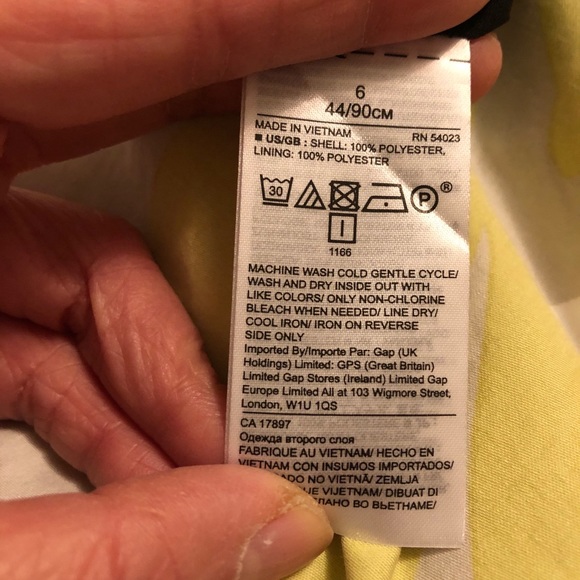 6
44/90CM
MADE IN VIETNAM RN 54023
■ US/GB : SHELL: 100% POLYESTER,
LINING: 100% POLYESTER
30 P ®
1166
MACHINE WASH COLD GENTLE CYCLE/
WASH AND DRY INSIDE OUT WITH
LIKE COLORS/ ONLY NON-CHLORINE
BLEACH WHEN NEEDED/ LINE DRY/
COOL IRON/ IRON ON REVERSE
SIDE ONLY
Imported By/Importe Par: Gap (UK
Holdings) Limited: GPS (Great Britain)
Limited Gap Stores (Ireland) Limited Gap
Europe Limited All at 103 Wigmore Street,
London, W1U 1QS
CA 17897
Одежда второго слоя
FABRIQUE AU VIETNAM/ HECHO EN
VIETNAM CON INSUMOS IMPORTADOS/
NO VIETNÃ/ ZEMLJA
VIJETNAM/ DIBUAT DI
ВО ВЬЕТНАМЕ/